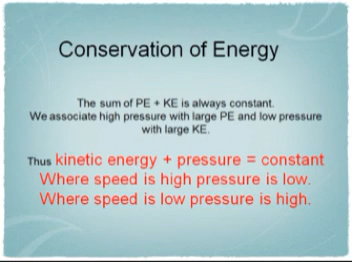 Conservation of Energy
The sum of PE + KE is always constant.
We associate high pressure with large PE and low pressure
with large KE.
Thus kinetic energy + pressure = constant
Where speed is high pressure is low.
Where speed is low pressure is high.